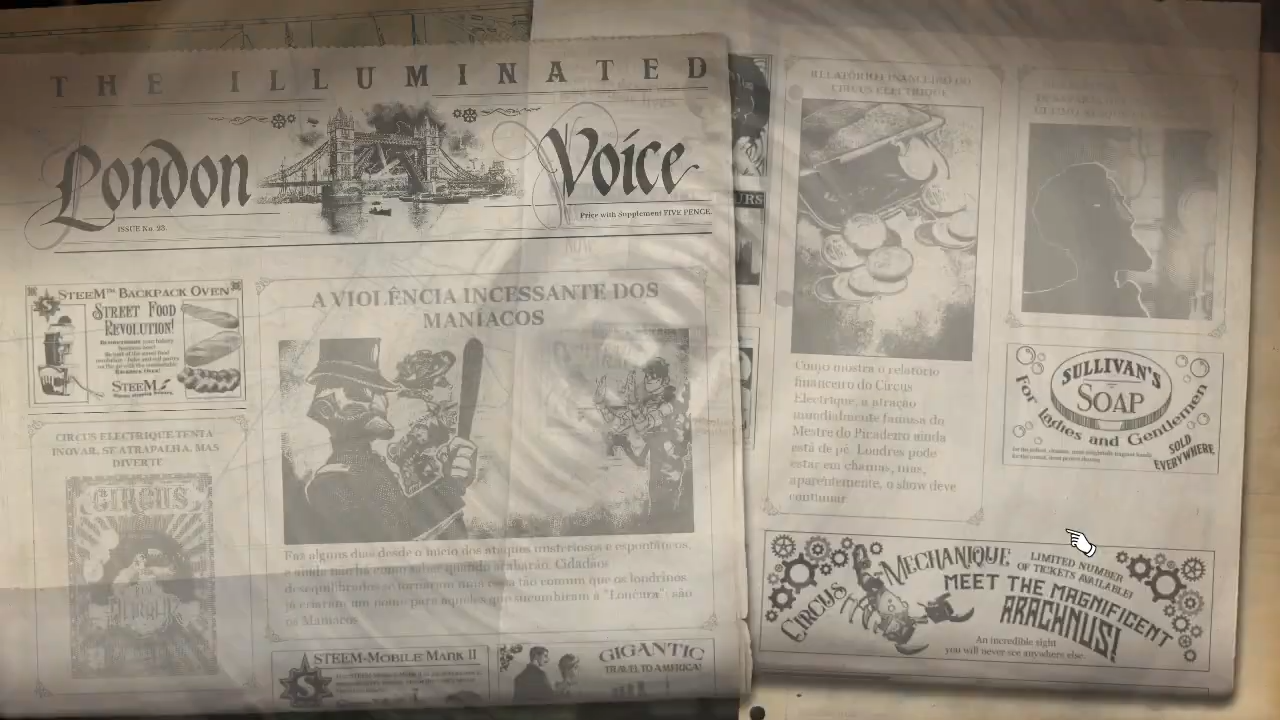 THE ILLUMINATED
London Voice
ISSUE No. 23.
Price with Supplement FIVE PENCE.
STEEM™ BACKPACK OVEN
STREET FOOD
REVOLUTION!
STEEM
CIRCUS ELECTRIQUE TENTA
INOVAR, SE ATRAPALHA, MAS
DIVERTE
CIRCUS
A VIOLÊNCIA INCESSANTE DOS
MANÍACOS
Faz alguns dias desde o início dos ataques misteriosos e espontâneos,
e ainda não há como saber quando acabarão. Cidadãos
desequilibrados se tornaram uma coisa tão comum que os londrinos
já criaram um nome para aqueles que sucumbiram à "Loucura": são
os Maníacos.
STEEM-MOBILE MARK II
GIGANTIC
TRAVEL TO AMERICA!
RELATÓRIO FINANCEIRO DO
CIRCUS ELECTRIQUE
Como mostra o relatório
financeiro do Circus
Electrique, a atração
mundialmente famosa do
Mestre do Picadeiro ainda
está de pé. Londres pode
estar em chamas, mas,
aparentemente, o show deve
continuar.
SULLIVAN'S
SOAP
For Ladies and Gentlemen
SOLD
EVERYWHERE
CIRCUS MECHANIQUE
LIMITED NUMBER
OF TICKETS AVAILABLE!
MEET THE MAGNIFICENT
ARACHNUS!
An incredible sight
you will never see anywhere else